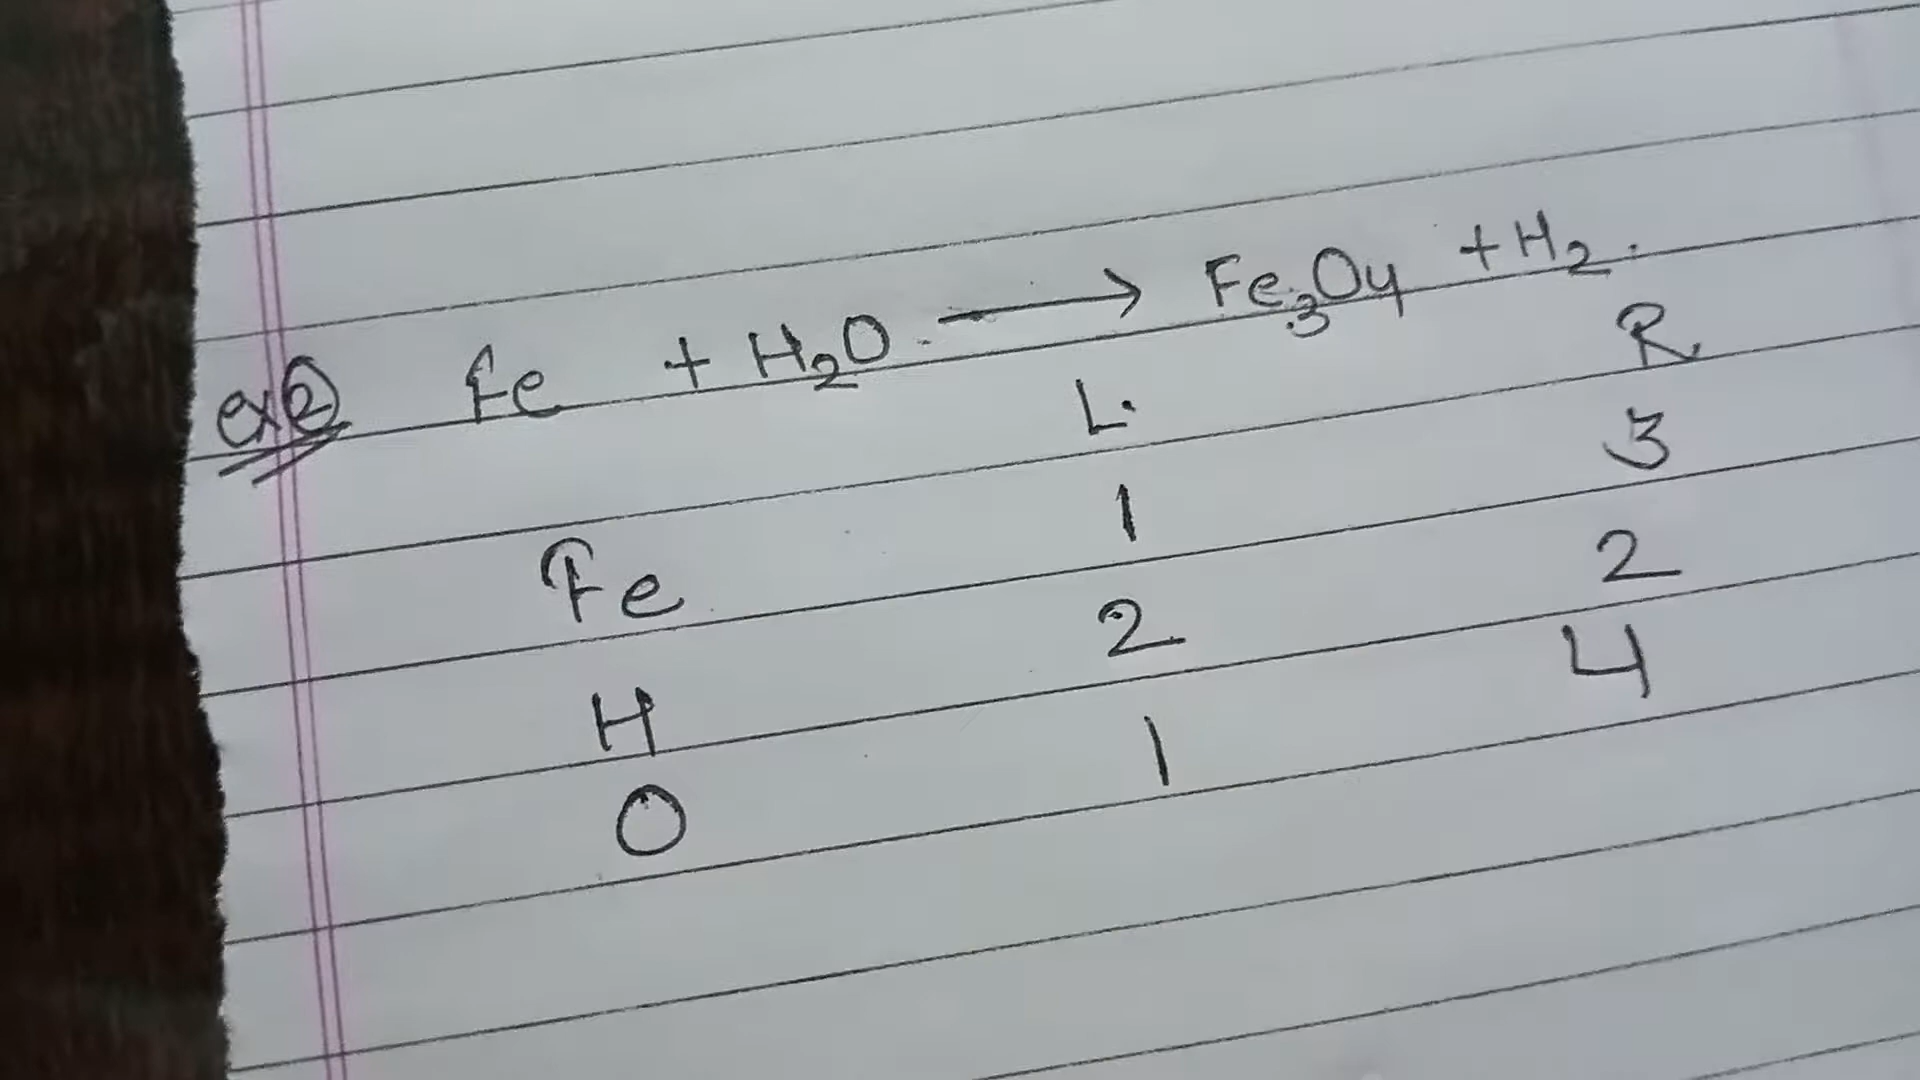 ex② Fe + H₂O. → Fe₃O₄ + H₂.
L. R
Fe 1 3
H 2 2
O 1 4